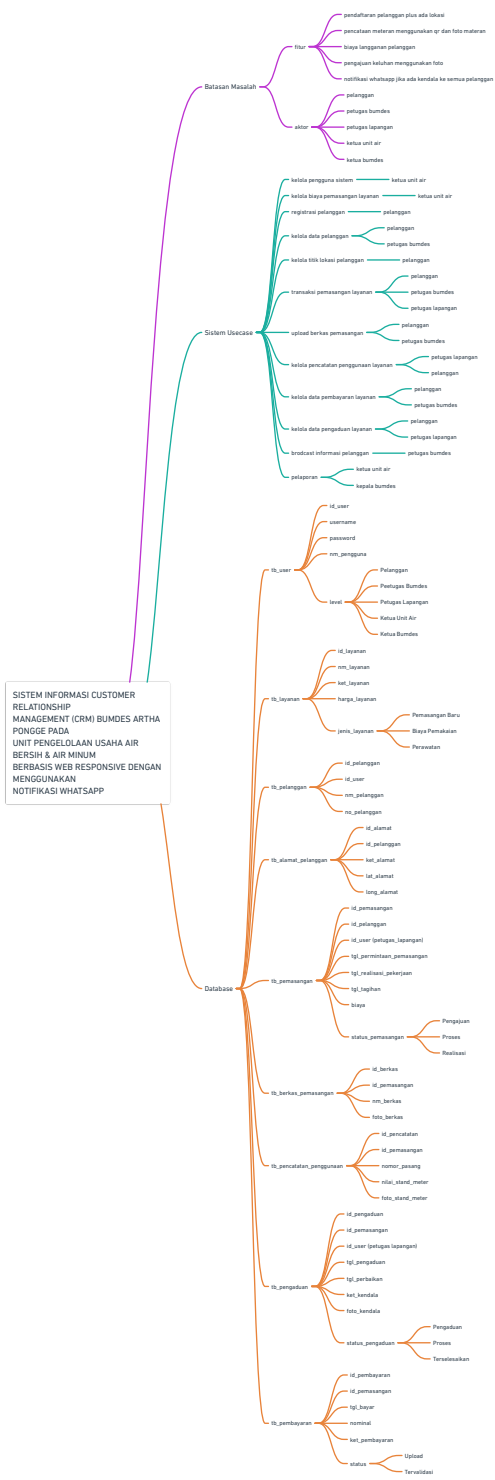 pendaftaran pelanggan plus ada lokasi
pencataan meteran menggunakan qr dan foto materan
fitur
biaya langganan pelanggan
pengajuan keluhan menggunakan foto
notifikasi whatsapp jika ada kendala ke semua pelanggan
Batasan Masalah
pelanggan
petugas bumdes
aktor
petugas lapangan
ketua unit air
ketua bumdes
kelola pengguna sistem
ketua unit air
kelola biaya pemasangan layanan
ketua unit air
registrasi pelanggan
pelanggan
kelola data pelanggan
pelanggan
petugas bumdes
kelola titik lokasi pelanggan
pelanggan
transaksi pemasangan layanan
pelanggan
petugas bumdes
petugas lapangan
Sistem Usecase
upload berkas pemasangan
pelanggan
petugas bumdes
kelola pencatatan penggunaan layanan
petugas lapangan
pelanggan
kelola data pembayaran layanan
pelanggan
petugas bumdes
kelola data pengaduan layanan
pelanggan
petugas lapangan
brodcast informasi pelanggan
petugas bumdes
pelaporan
ketua unit air
kepala bumdes
tb_user
id_user
username
password
nm_pengguna
level
Pelanggan
Peetugas Bumdes
Petugas Lapangan
Ketua Unit Air
Ketua Bumdes
SISTEM INFORMASI CUSTOMER
RELATIONSHIP
MANAGEMENT (CRM) BUMDES ARTHA
PONGGE PADA
UNIT PENGELOLAAN USAHA AIR
BERSIH & AIR MINUM
BERBASIS WEB RESPONSIVE DENGAN
MENGGUNAKAN
NOTIFIKASI WHATSAPP
tb_layanan
id_layanan
nm_layanan
ket_layanan
harga_layanan
jenis_layanan
Pemasangan Baru
Biaya Pemakaian
Perawatan
tb_pelanggan
id_pelanggan
id_user
nm_pelanggan
no_pelanggan
tb_alamat_pelanggan
id_alamat
id_pelanggan
ket_alamat
lat_alamat
long_alamat
Database
tb_pemasangan
id_pemasangan
id_pelanggan
id_user (petugas_lapangan)
tgl_permintaan_pemasangan
tgl_realisasi_pekerjaan
tgl_tagihan
biaya
status_pemasangan
Pengajuan
Proses
Realisasi
tb_berkas_pemasangan
id_berkas
id_pemasangan
nm_berkas
foto_berkas
tb_pencatatan_penggunaan
id_pencatatan
id_pemasangan
nomor_pasang
nilai_stand_meter
foto_stand_meter
tb_pengaduan
id_pengaduan
id_pemasangan
id_user (petugas lapangan)
tgl_pengaduan
tgl_perbaikan
ket_kendala
foto_kendala
status_pengaduan
Pengaduan
Proses
Terselesaikan
tb_pembayaran
id_pembayaran
id_pemasangan
tgl_bayar
nominal
ket_pembayaran
status
Upload
Tervalidasi